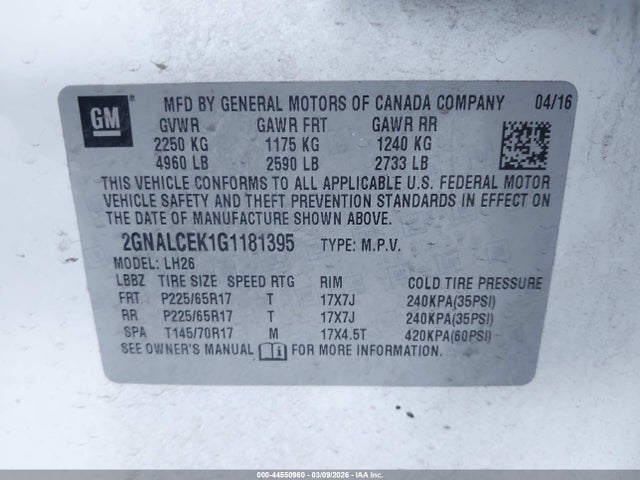 GM MFD BY GENERAL MOTORS OF CANADA COMPANY 04/16
GVWR GAWR FRT GAWR RR
2250 KG 1175 KG 1240 KG
4960 LB 2590 LB 2733 LB
THIS VEHICLE CONFORMS TO ALL APPLICABLE U.S. FEDERAL MOTOR
VEHICLE SAFETY AND THEFT PREVENTION STANDARDS IN EFFECT ON
THE DATE OF MANUFACTURE SHOWN ABOVE.
2GNALCEK1G1181395 TYPE: M.P.V.
MODEL: LH26
LBBZ TIRE SIZE SPEED RTG RIM COLD TIRE PRESSURE
FRT P225/65R17 T 17X7J 240KPA(35PSI)
RR P225/65R17 T 17X7J 240KPA(35PSI)
SPA T145/70R17 M 17X4.5T 420KPA(60PSI)
SEE OWNER'S MANUAL FOR MORE INFORMATION.
000-44550960 - 03/09/2026 - IAA Inc.